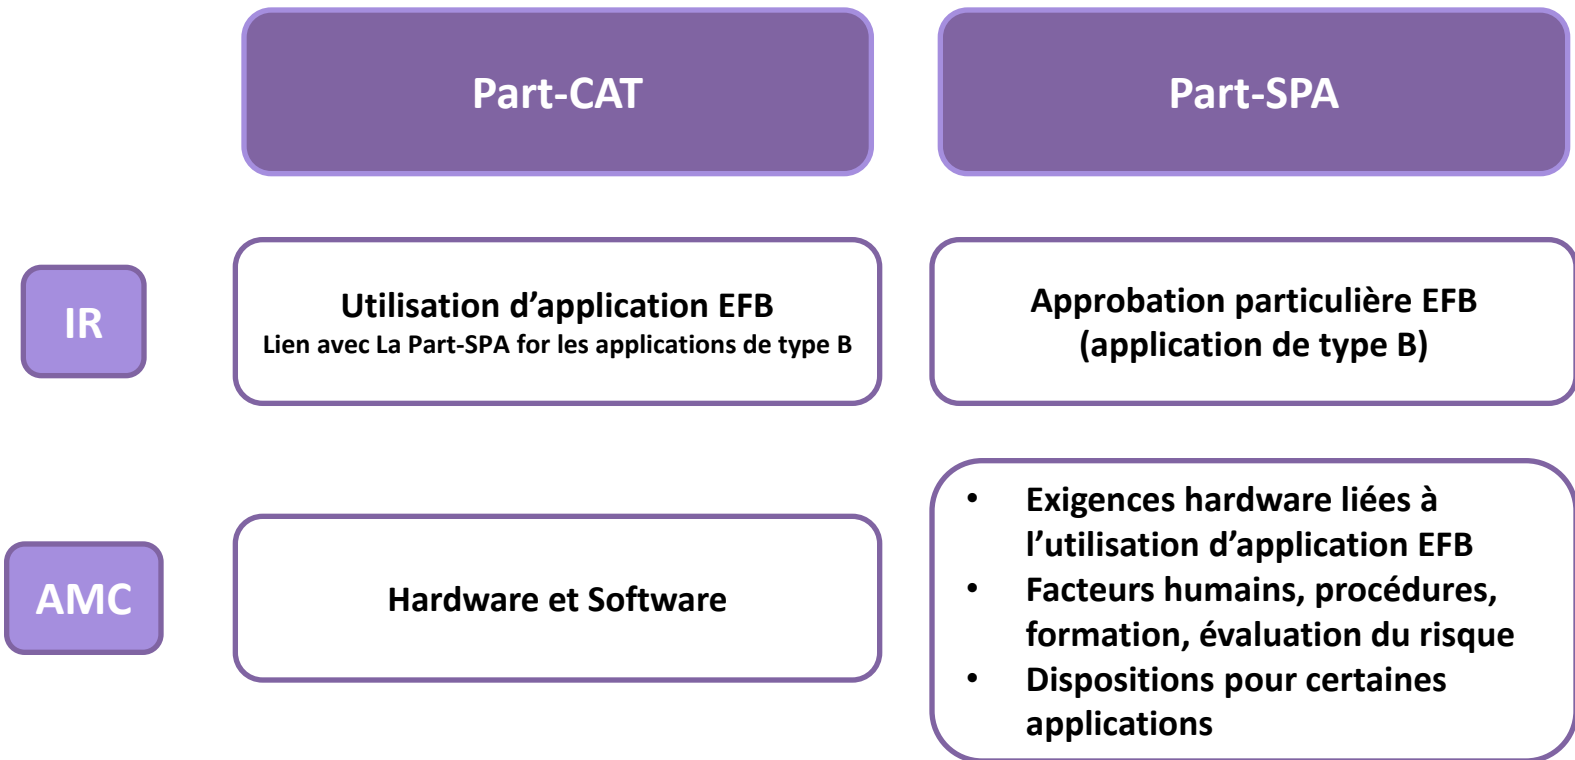 Part-CAT
Part-SPA
IR
Utilisation d’application EFB
Lien avec La Part-SPA for les applications de type B
Approbation particulière EFB
(application de type B)
AMC
Hardware et Software
• Exigences hardware liées à
l’utilisation d’application EFB
• Facteurs humains, procédures,
formation, évaluation du risque
• Dispositions pour certaines
applications